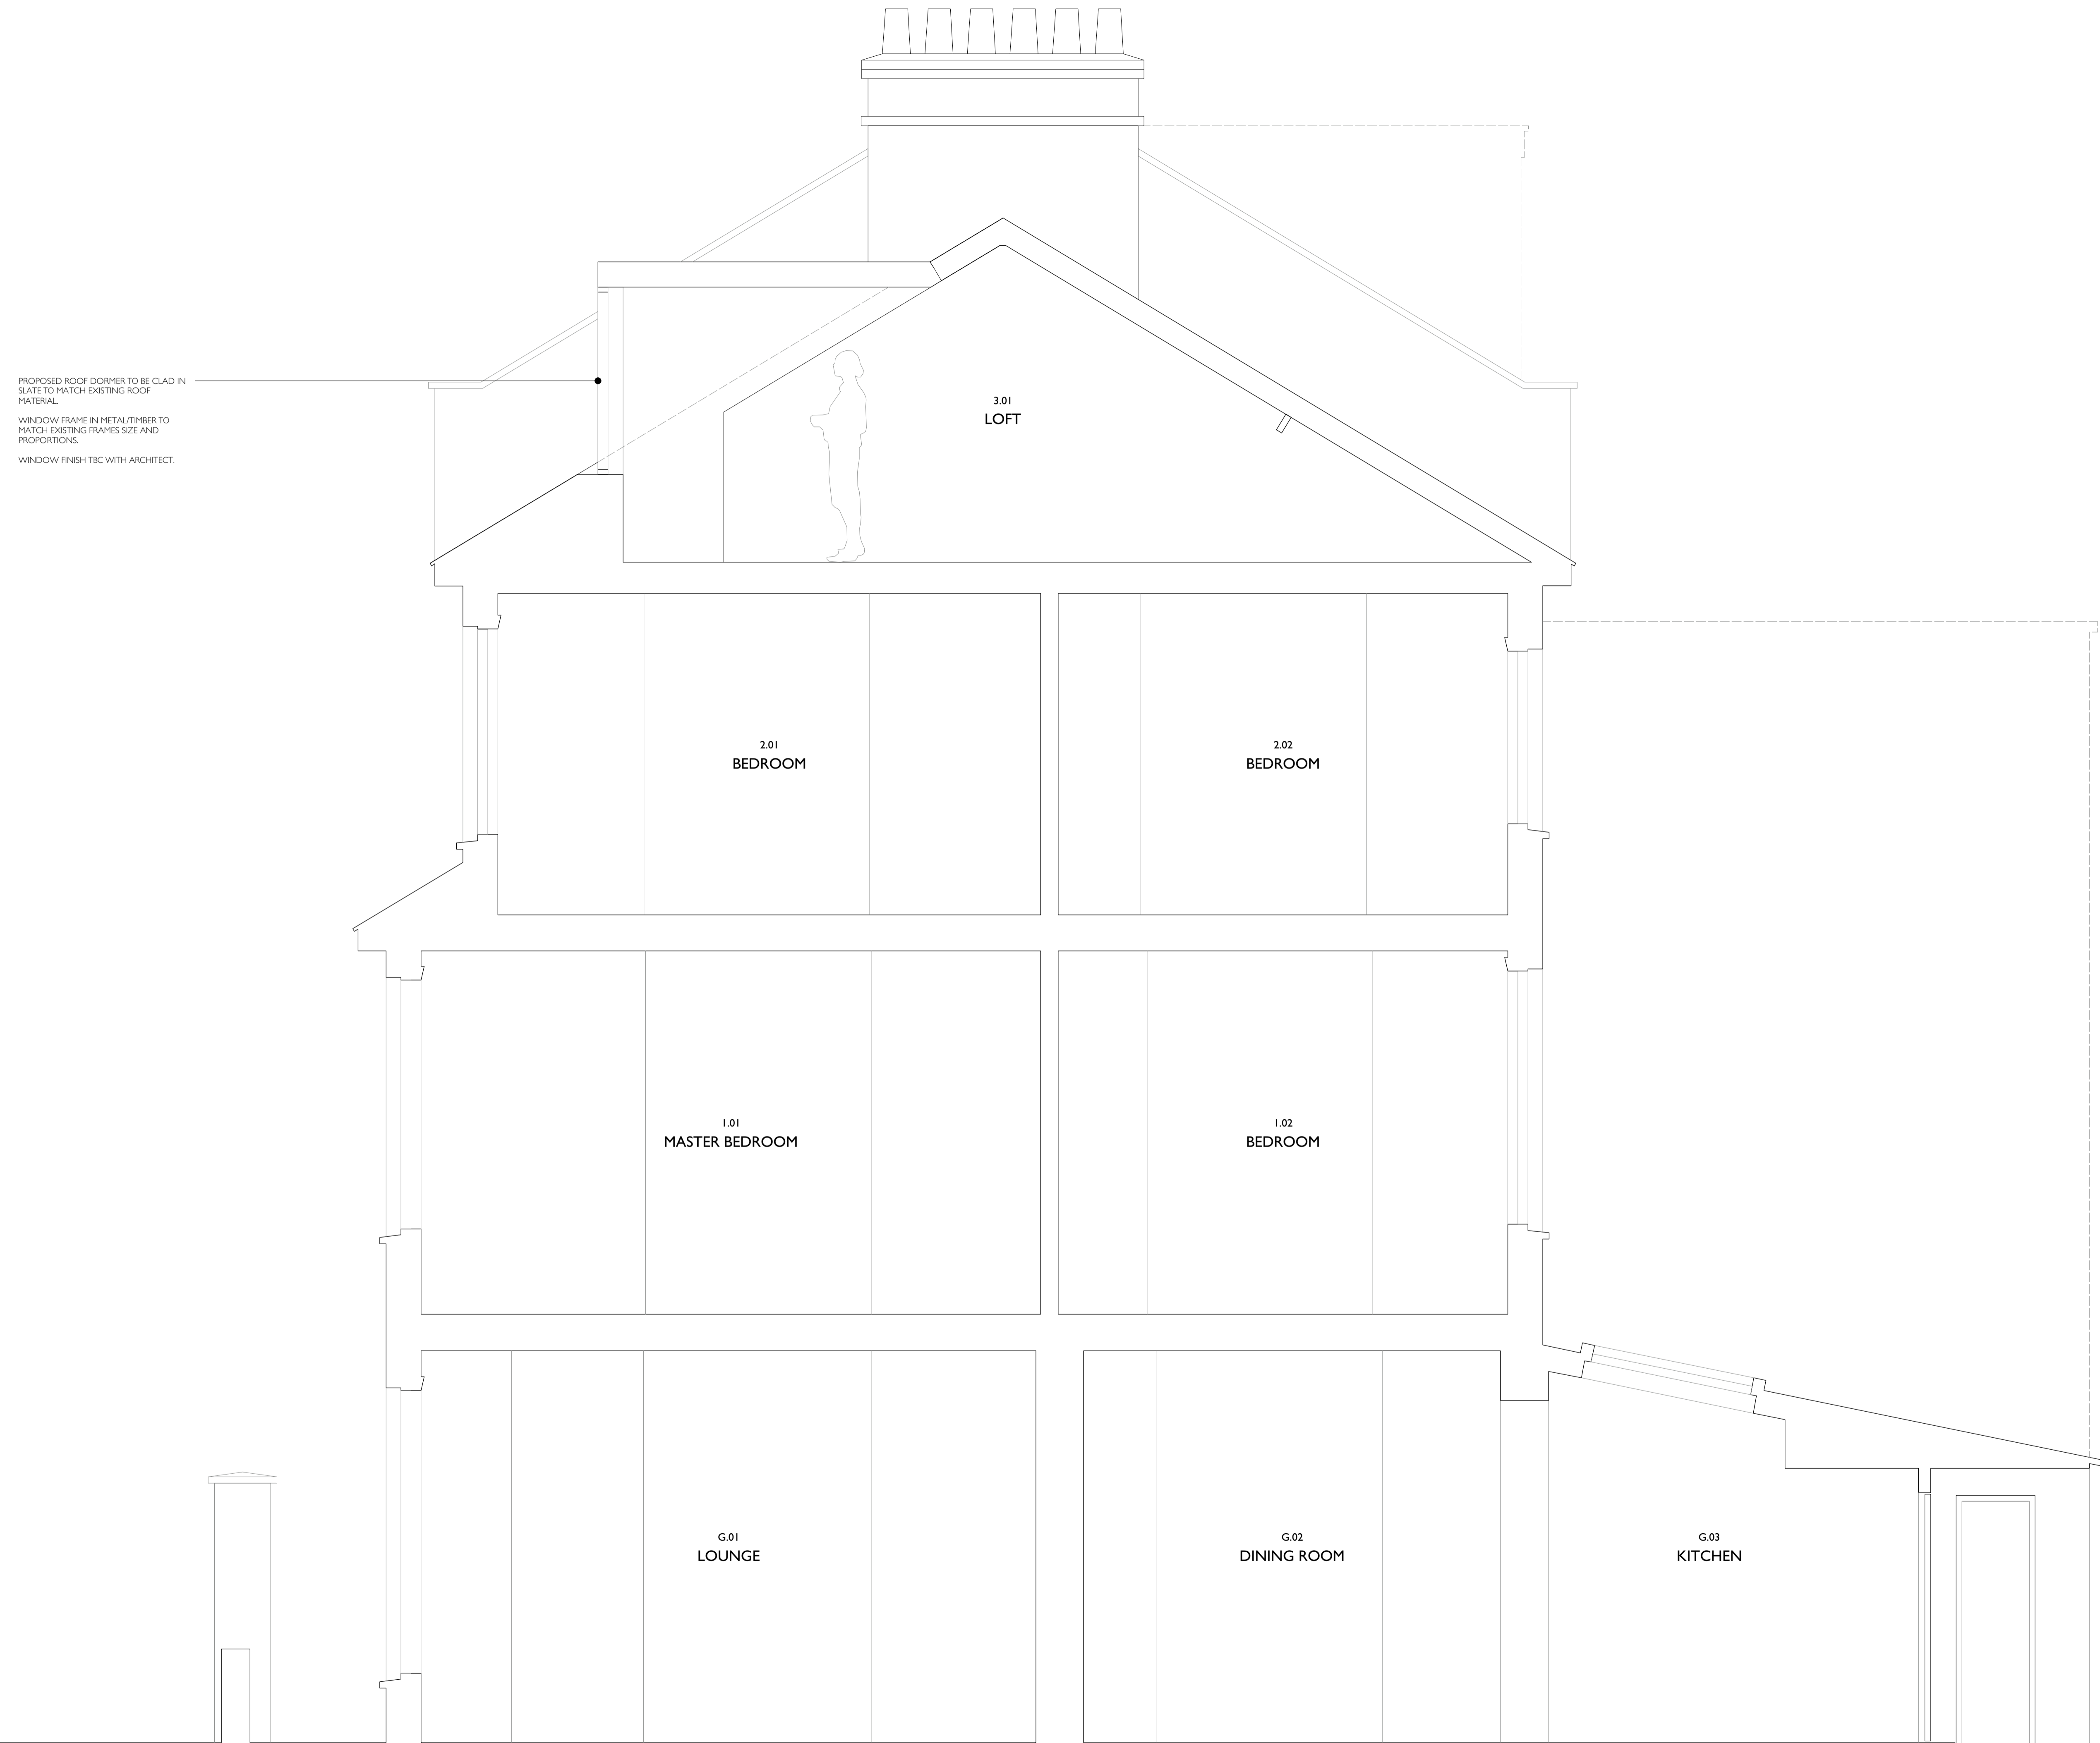 PROPOSED ROOF DORMER TO BE CLAD IN
SLATE TO MATCH EXISTING ROOF
MATERIAL.
WINDOW FRAME IN METAL/TIMBER TO
MATCH EXISTING FRAMES SIZE AND
PROPORTIONS.
WINDOW FINISH TBC WITH ARCHITECT.
3.01
LOFT
2.01
BEDROOM
2.02
BEDROOM
1.01
MASTER BEDROOM
1.02
BEDROOM
G.01
LOUNGE
G.02
DINING ROOM
G.03
KITCHEN